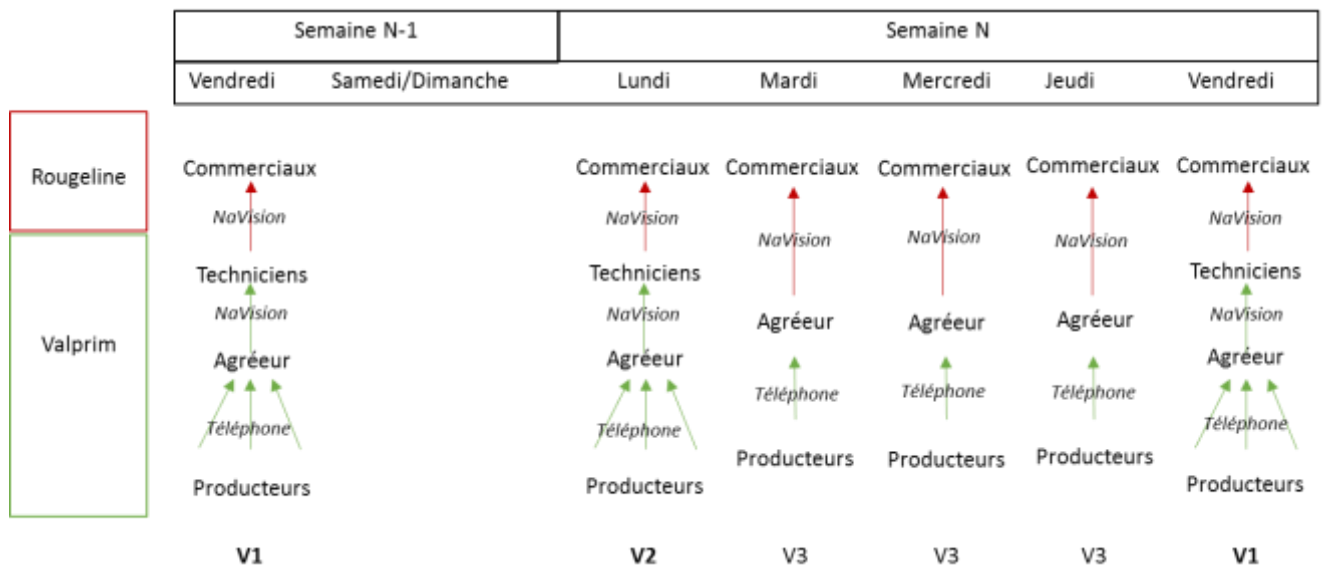 Semaine N-1 Semaine N
Vendredi Samedi/Dimanche Lundi Mardi Mercredi Jeudi Vendredi
Rougeline Commerciaux Commerciaux Commerciaux Commerciaux Commerciaux Commerciaux
NaVision NaVision NaVision NaVision NaVision NaVision
Techniciens Techniciens Techniciens
NaVision NaVision NaVision
Valprim Agréeur Agréeur Agréeur Agréeur Agréeur Agréeur
Téléphone Téléphone Téléphone Téléphone Téléphone Téléphone
Producteurs Producteurs Producteurs Producteurs Producteurs Producteurs
V1 V2 V3 V3 V3 V1